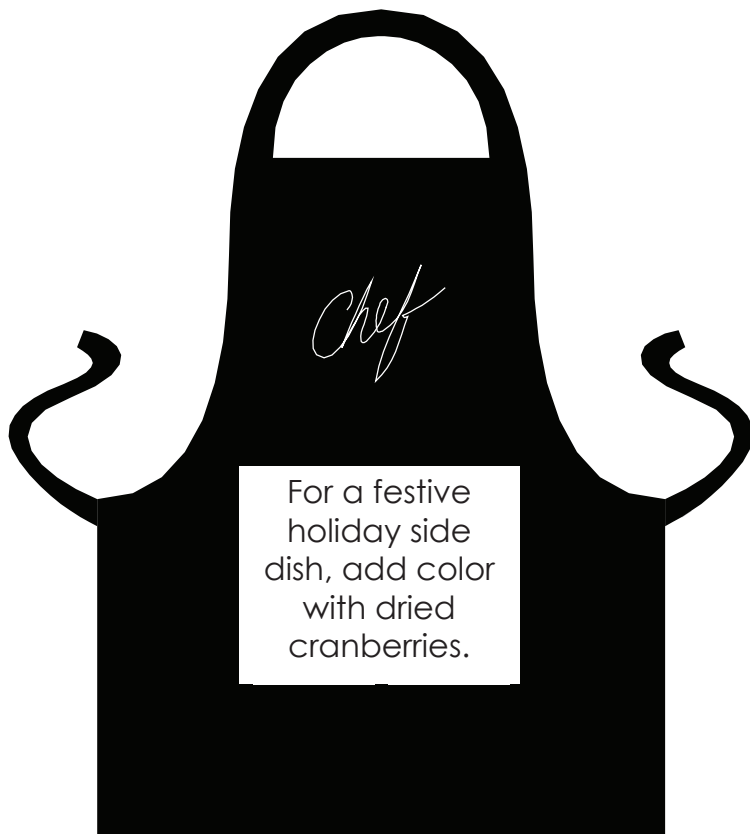 Chef
For a festive
holiday side
dish, add color
with dried
cranberries.